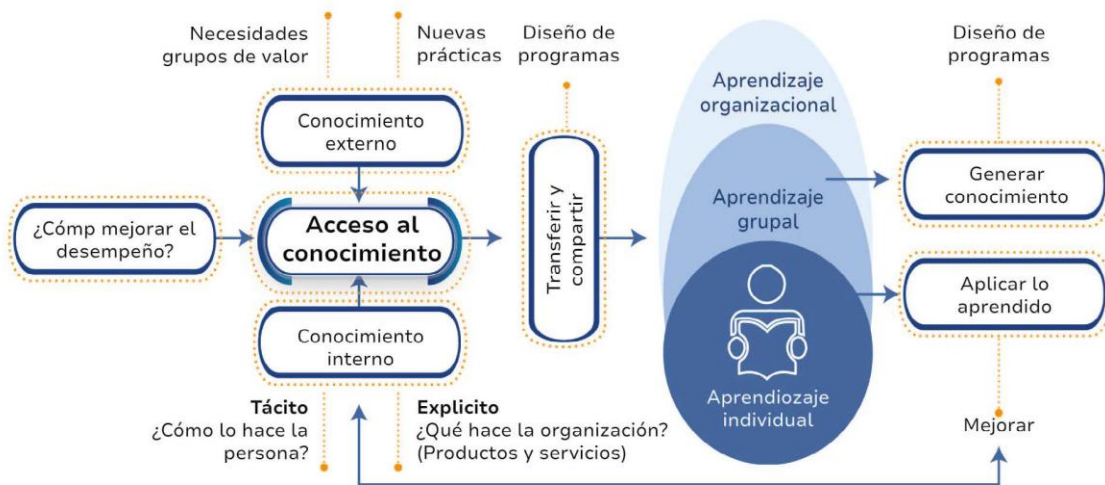 Necesidades
grupos de valor
Nuevas
prácticas
Diseño de
programas
Diseño de
programas
Conocimiento
externo
¿Cómp mejorar el
desempeño?
Acceso al
conocimiento
Conocimiento
interno
Tácito
¿Cómo lo hace la
persona?
Explicito
¿Qué hace la organización?
(Productos y servicios)
Transferir y
compartir
Aprendizaje
organizacional
Aprendizaje
grupal
Aprendiozaje
individual
Generar
conocimiento
Aplicar lo
aprendido
Mejorar